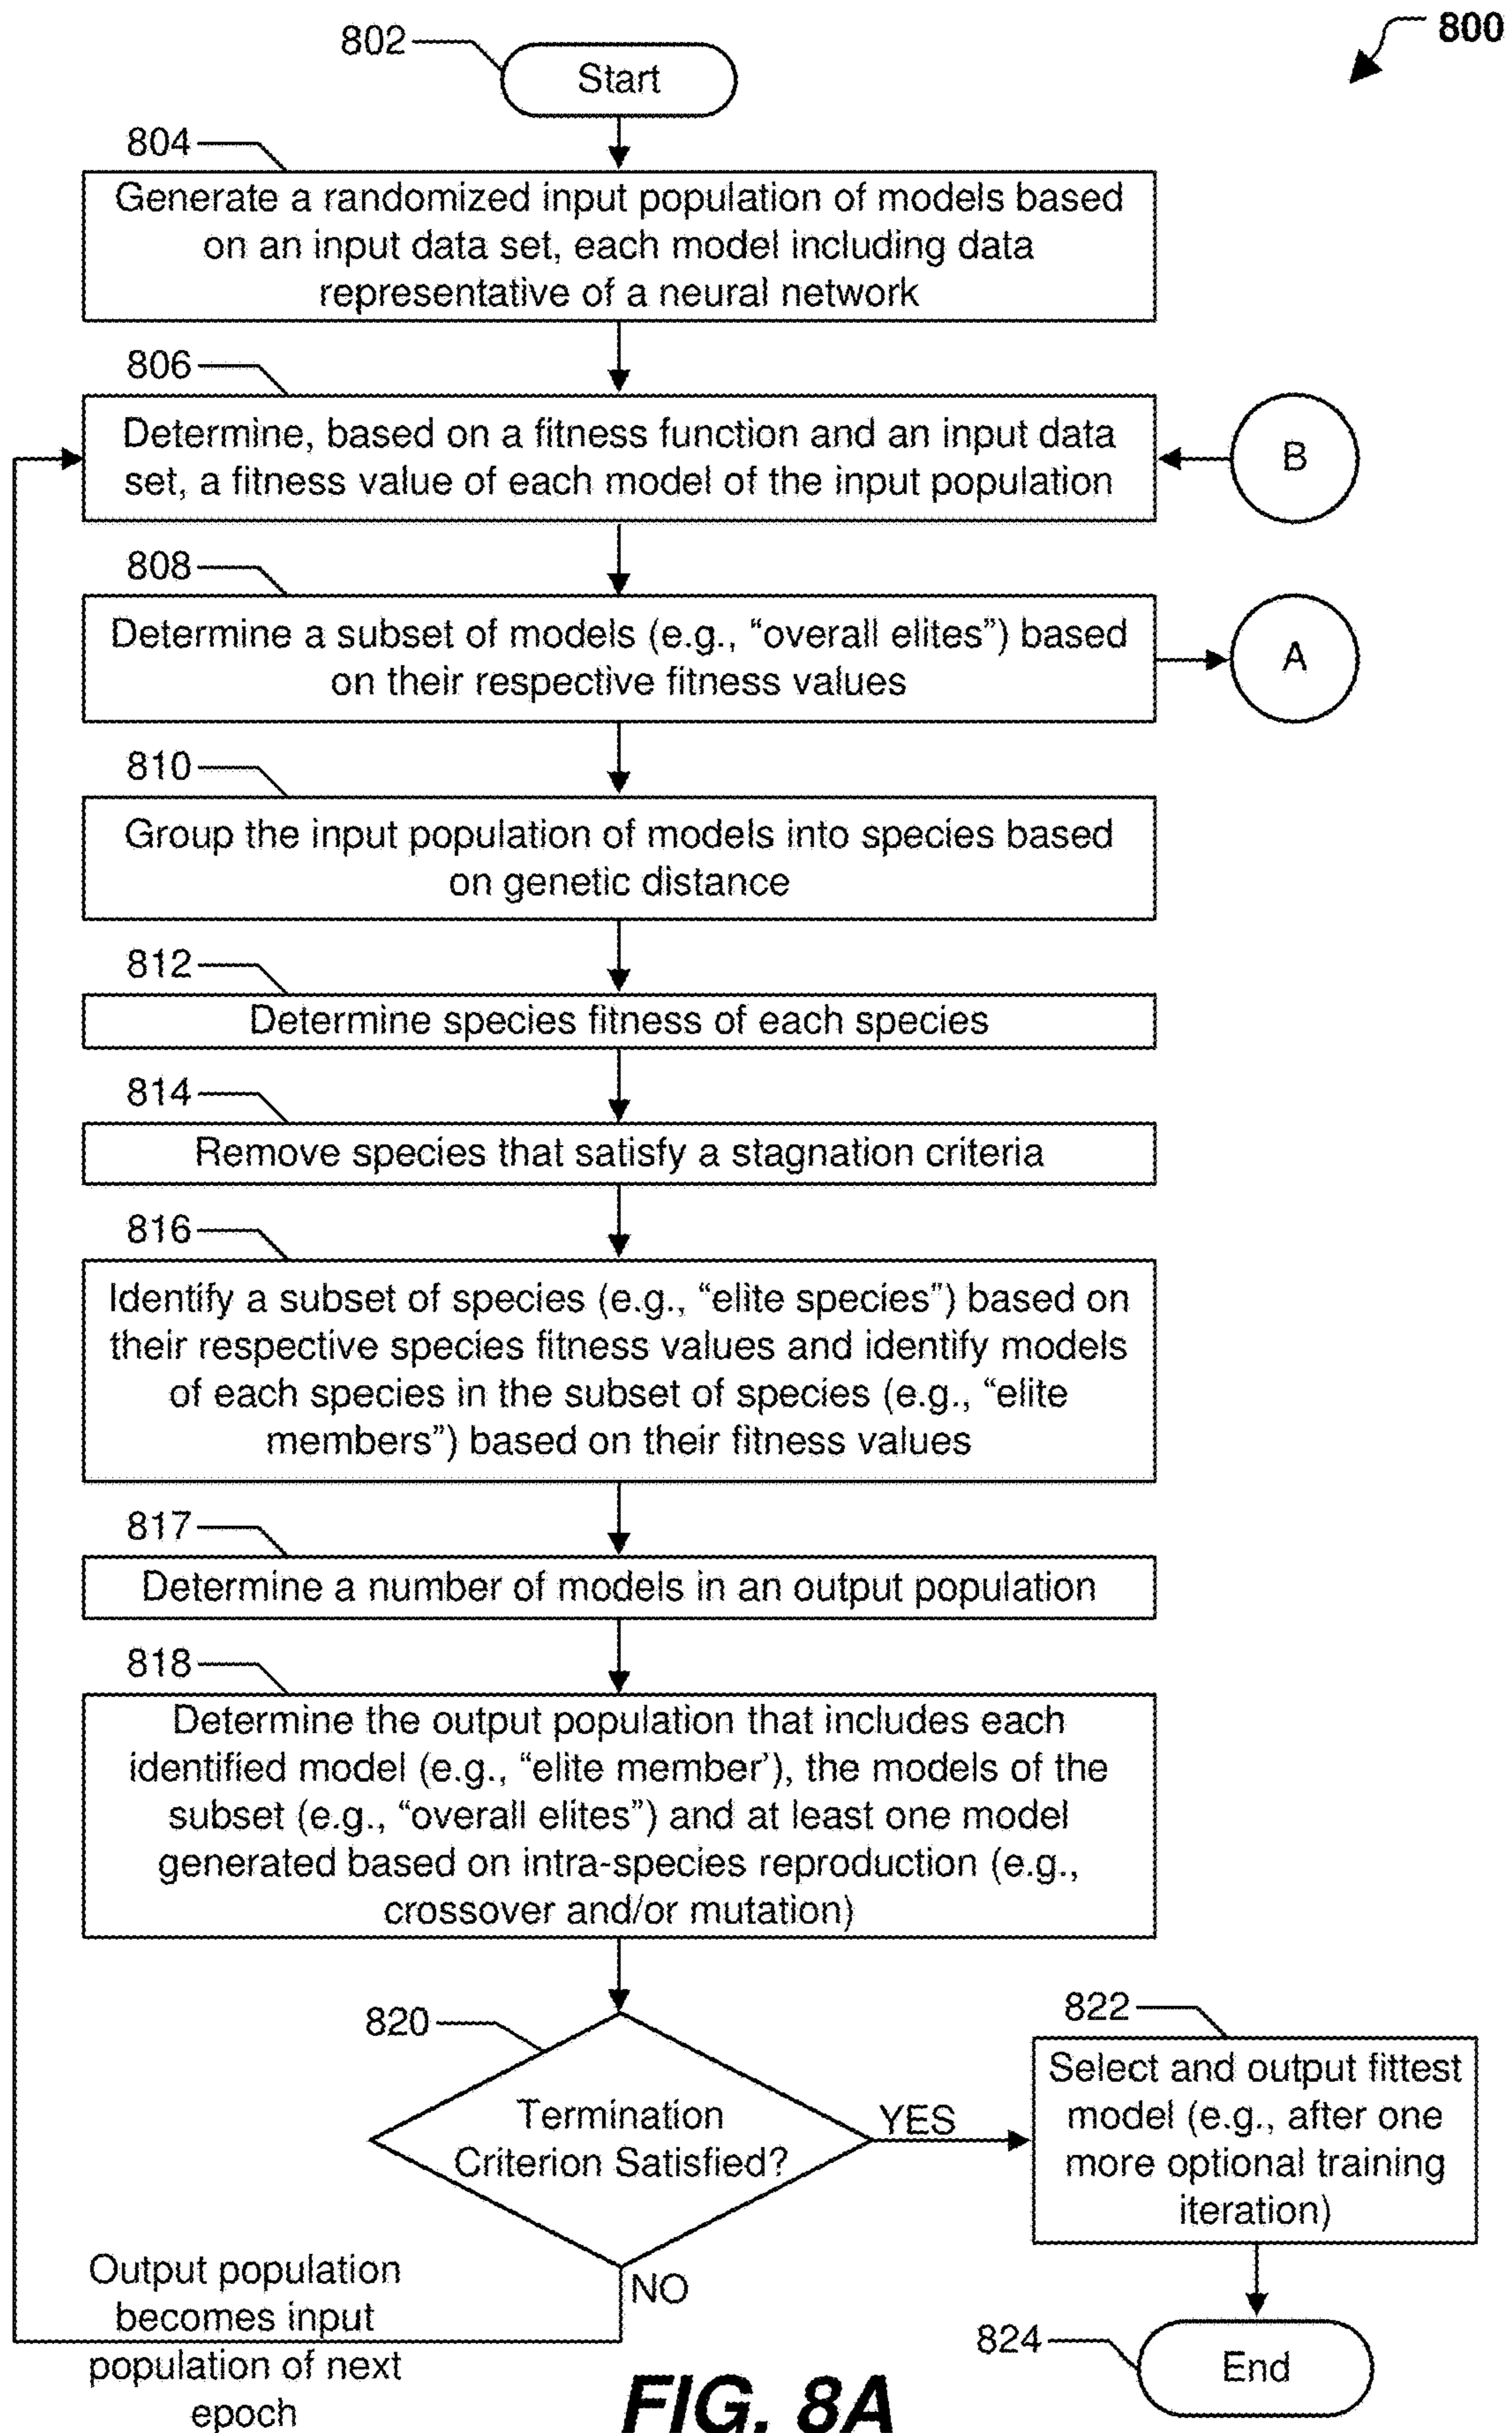 800
802
Start
804
Generate a randomized input population of models based
on an input data set, each model including data
representative of a neural network
806
Determine, based on a fitness function and an input data
set, a fitness value of each model of the input population
B
808
Determine a subset of models (e.g., “overall elites”) based
on their respective fitness values
A
810
Group the input population of models into species based
on genetic distance
812
Determine species fitness of each species
814
Remove species that satisfy a stagnation criteria
816
Identify a subset of species (e.g., “elite species”) based on
their respective species fitness values and identify models
of each species in the subset of species (e.g., “elite
members”) based on their fitness values
817
Determine a number of models in an output population
818
Determine the output population that includes each
identified model (e.g., “elite member’), the models of the
subset (e.g., “overall elites”) and at least one model
generated based on intra-species reproduction (e.g.,
crossover and/or mutation)
820
Termination
Criterion Satisfied?
YES
822
Select and output fittest
model (e.g., after one
more optional training
iteration)
NO
Output population
becomes input
population of next
epoch
824
End
FIG. 8A